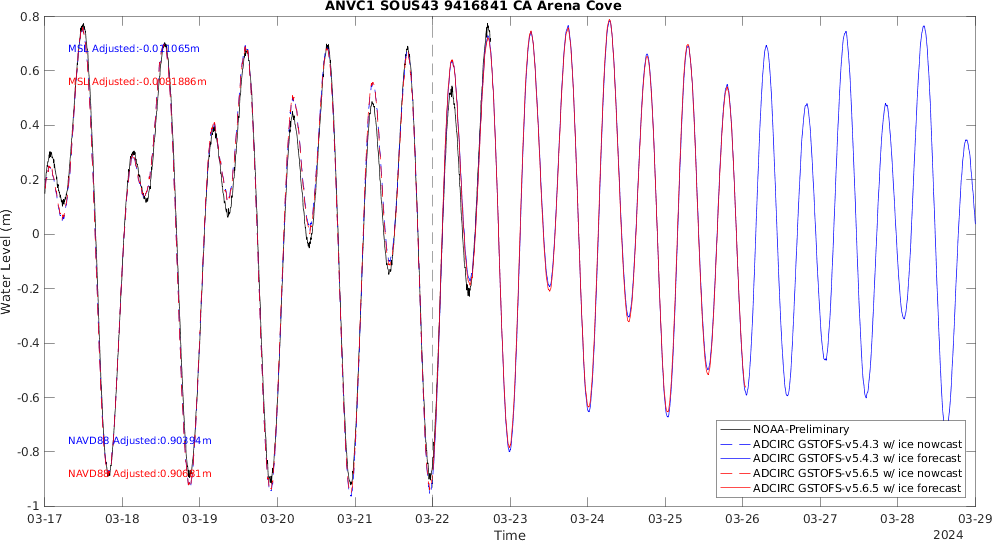 ANVC1 SOUS43 9416841 CA Arena Cove
Water Level (m)
0.8
0.6
0.4
0.2
0
-0.2
-0.4
-0.6
-0.8
-1
MSL Adjusted:-0.011065m
MSL Adjusted:-0.0081886m
NAVD88 Adjusted:0.90394m
NAVD88 Adjusted:0.90681m
NOAA-Preliminary
ADCIRC GSTOFS-v5.4.3 w/ ice nowcast
ADCIRC GSTOFS-v5.4.3 w/ ice forecast
ADCIRC GSTOFS-v5.6.5 w/ ice nowcast
ADCIRC GSTOFS-v5.6.5 w/ ice forecast
03-17 03-18 03-19 03-20 03-21 03-22 03-23 03-24 03-25 03-26 03-27 03-28 03-29
Time
2024